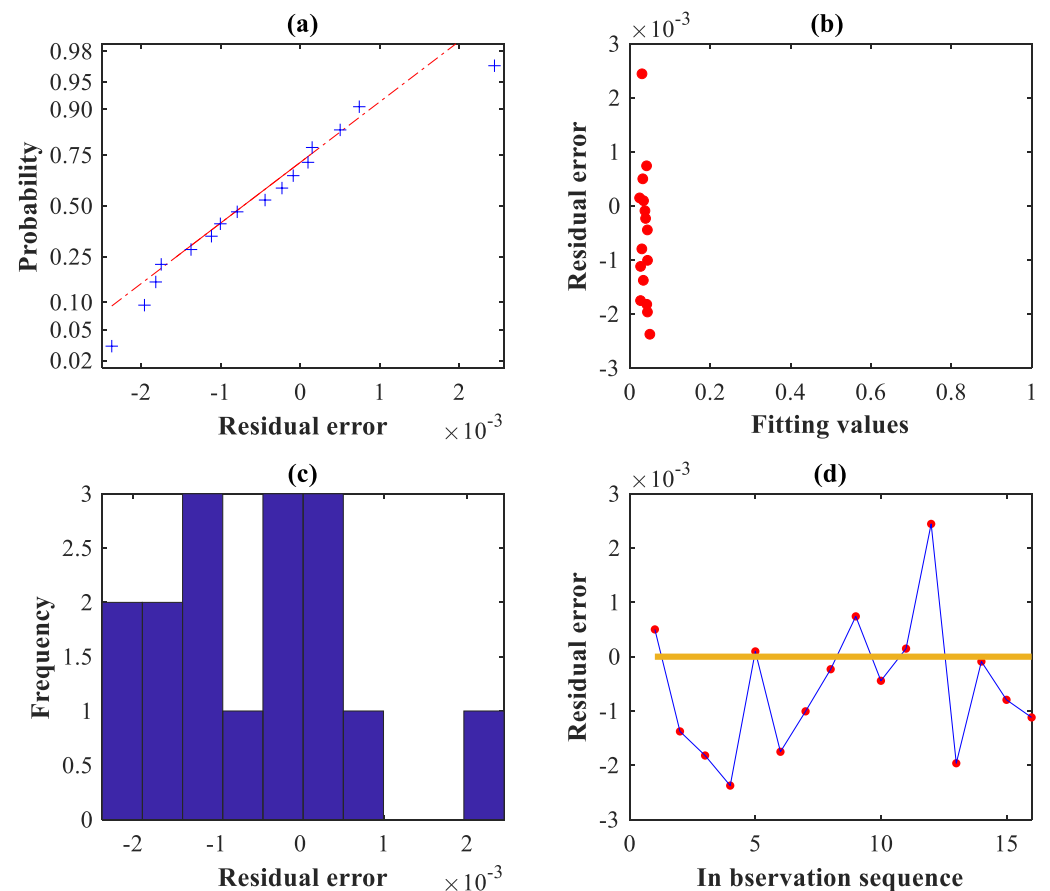 (a)
0.98
0.95
0.90
0.75
0.50
0.25
0.10
0.05
0.02
Probability
-2 -1 0 1 2
Residual error ×10⁻³
(b)
×10⁻³
3
2
1
0
-1
-2
-3
Residual error
0 0.2 0.4 0.6 0.8 1
Fitting values
(c)
3
2.5
2
1.5
1
0.5
0
Frequency
-2 -1 0 1 2
Residual error ×10⁻³
(d)
×10⁻³
3
2
1
0
-1
-2
-3
Residual error
0 5 10 15
In bservation sequence